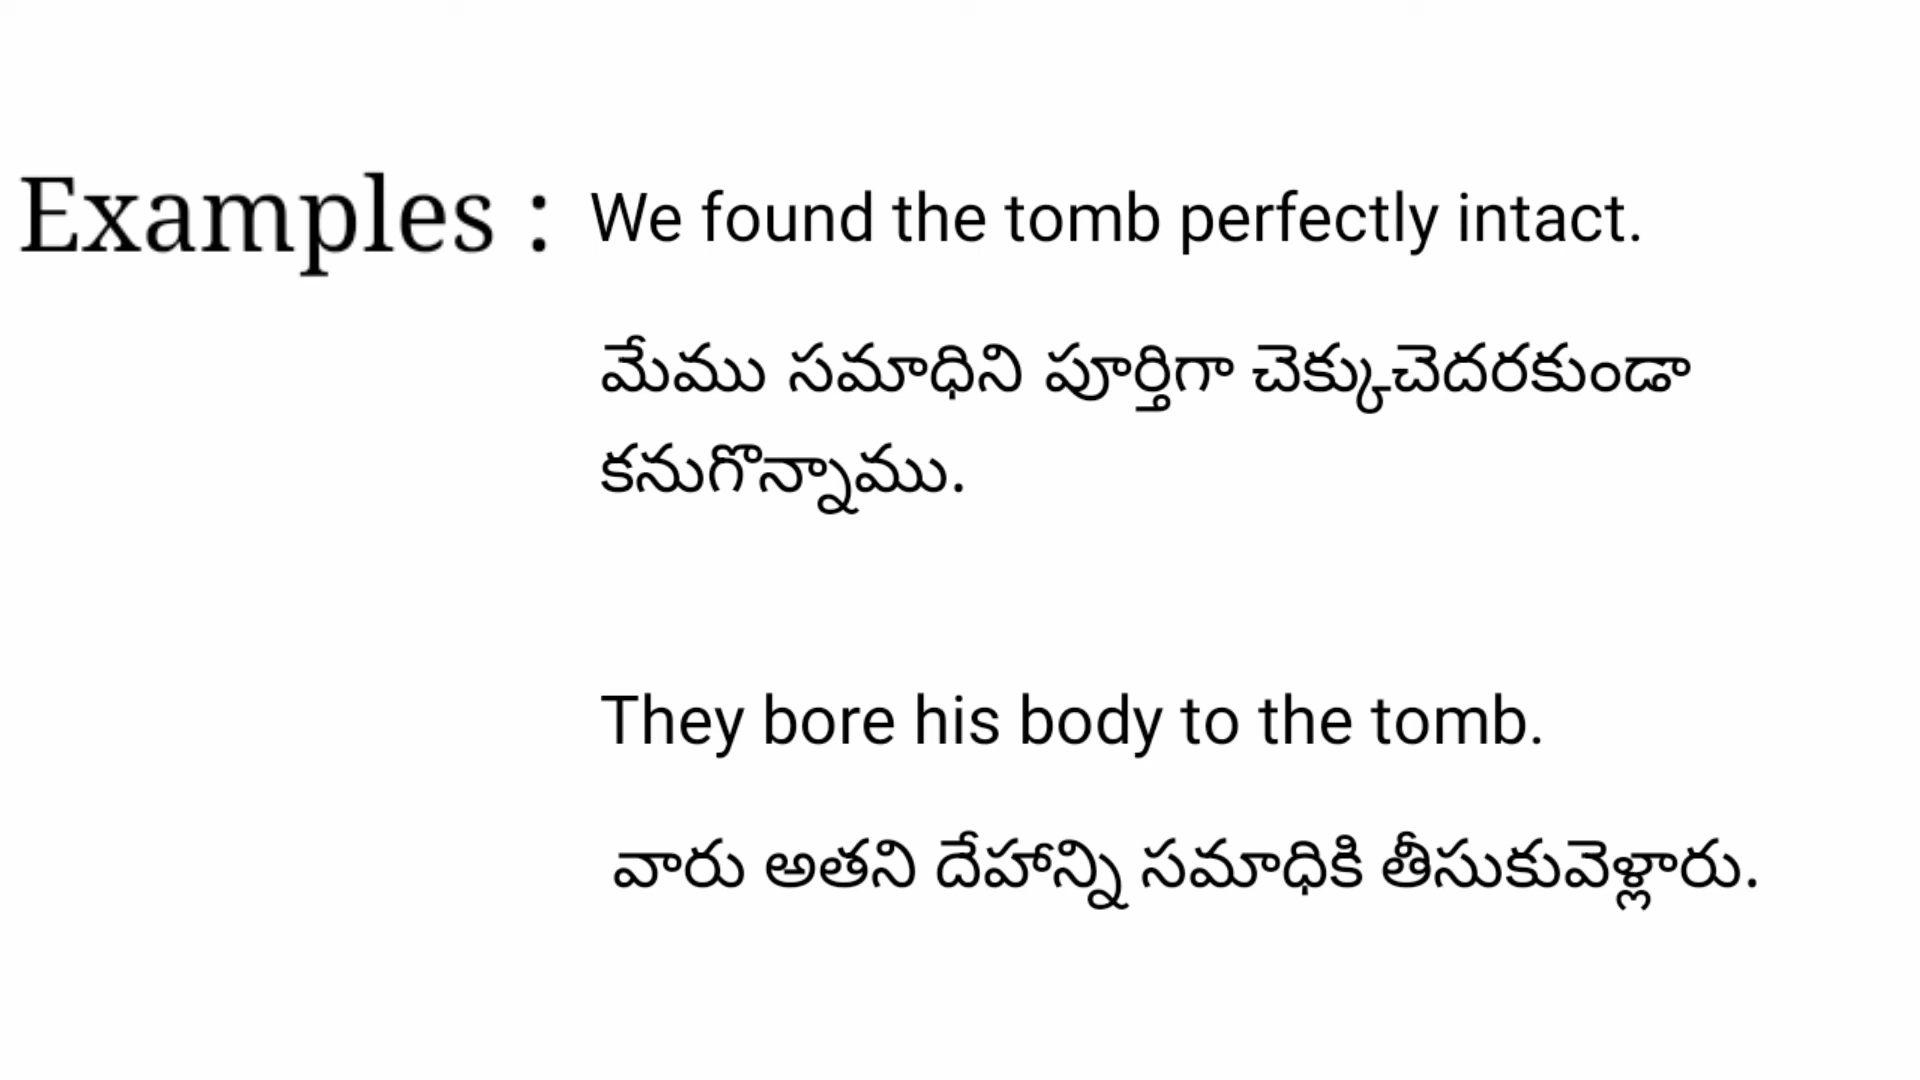 Examples : We found the tomb perfectly intact.
మేము సమాధిని పూర్తిగా చెక్కుచెదరకుండా
కనుగొన్నాము.
They bore his body to the tomb.
వారు అతని దేహాన్ని సమాధికి తీసుకువెళ్లారు.